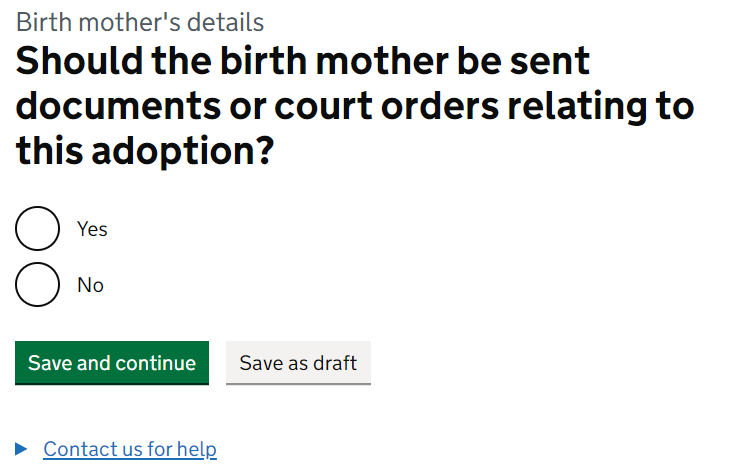 Birth mother's details
Should the birth mother be sent
documents or court orders relating to
this adoption?
Yes
No
Save and continue
Save as draft
Contact us for help